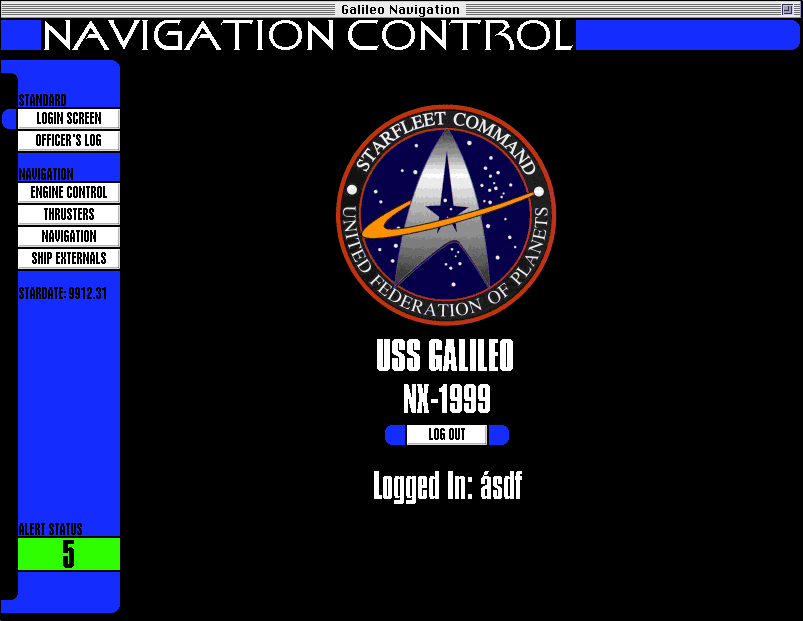 Galileo Navigation
NAVIGATION CONTROL
STANDARD
LOGIN SCREEN
OFFICER'S LOG
NAVIGATION
ENGINE CONTROL
THRUSTERS
NAVIGATION
SHIP EXTERNALS
STARDATE: 9912.31
ALERT STATUS
5
STARFLEET COMMAND
UNITED FEDERATION OF PLANETS
USS GALILEO
NX-1999
LOG OUT
Logged In: ásdf